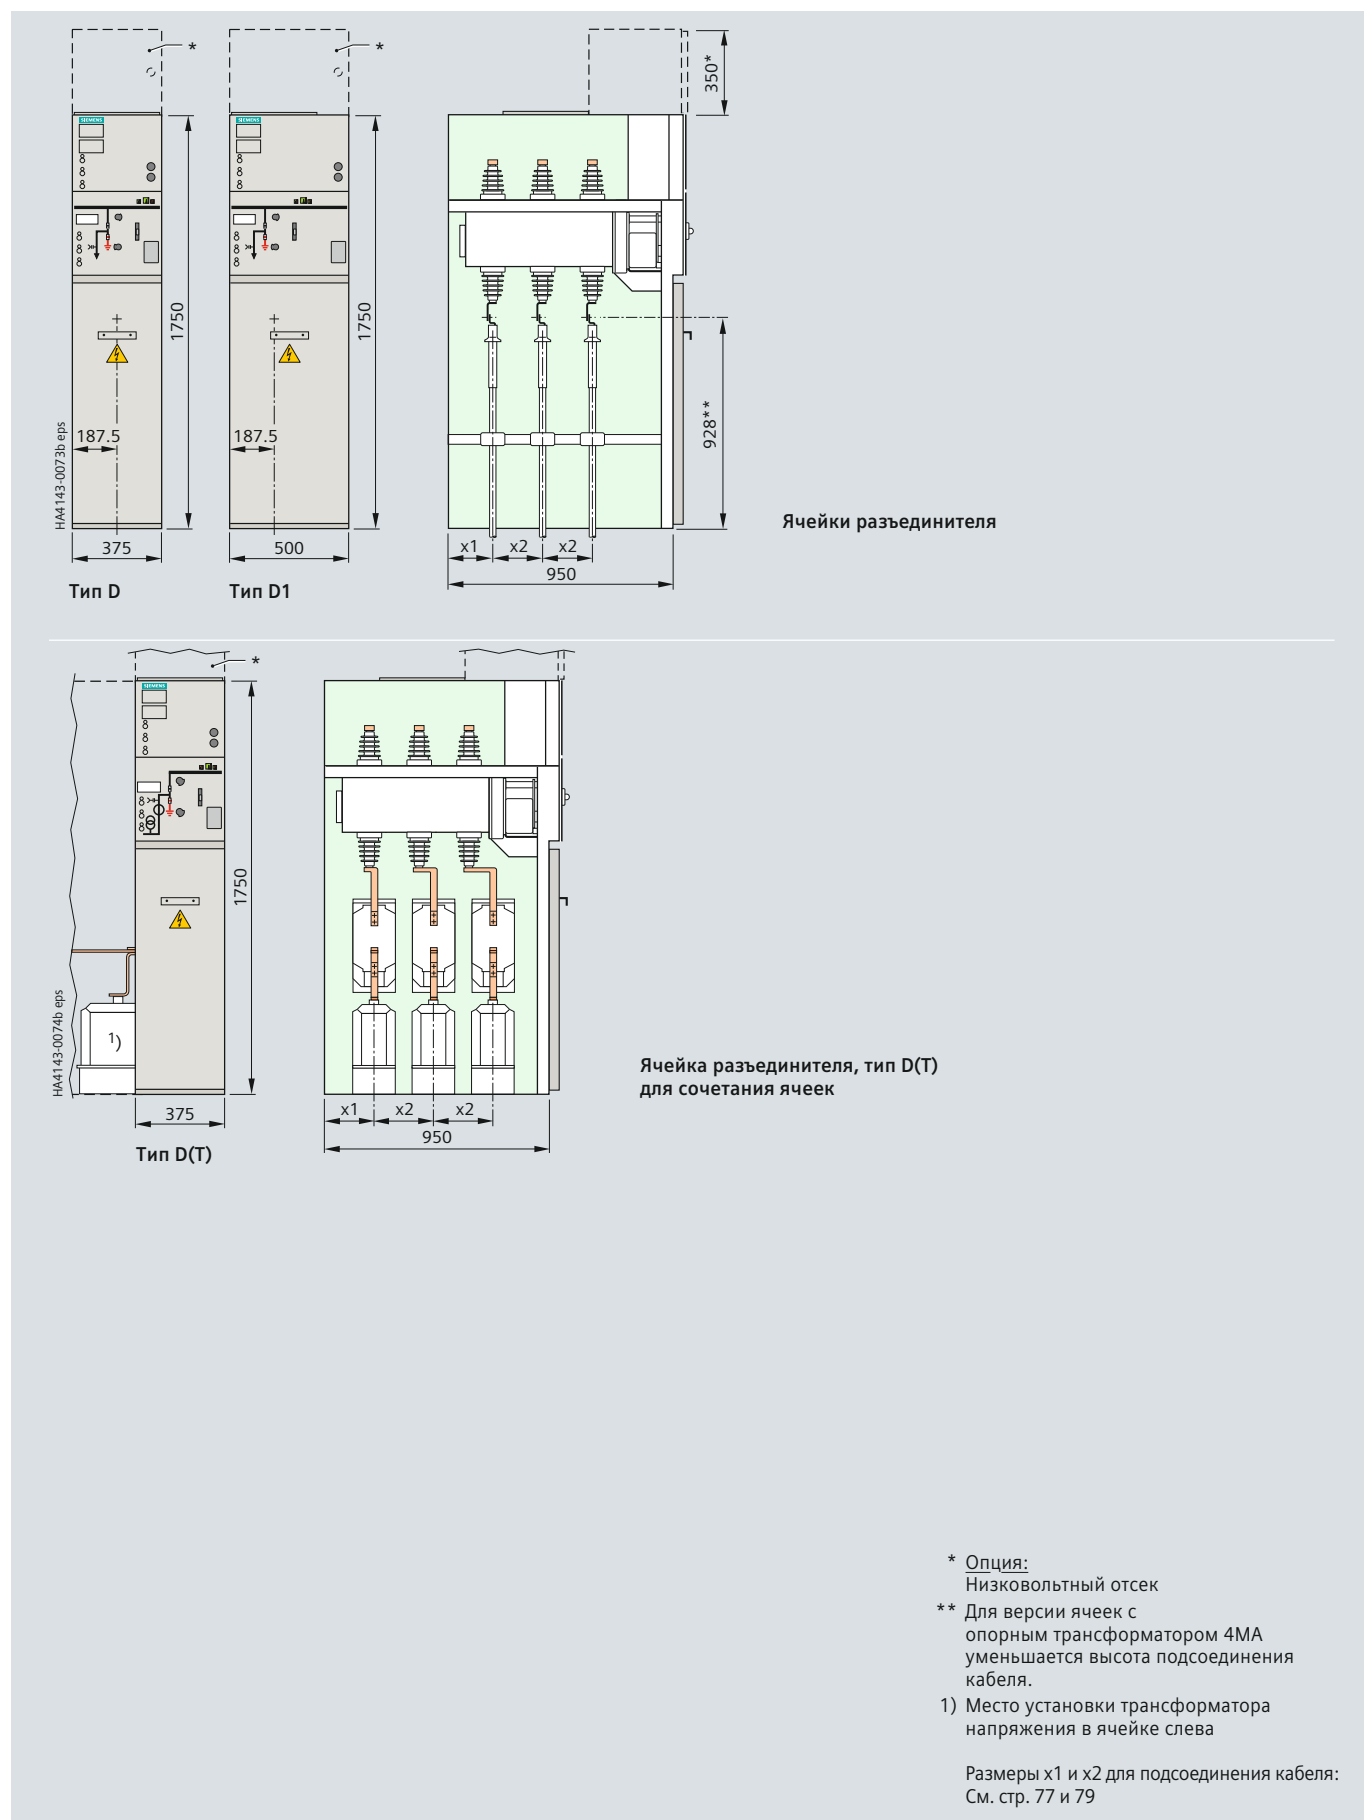 *
*
350*
SIEMENS
SIEMENS
1750
1750
928**
187.5
187.5
HA4143-0073b eps
Ячейки разъединителя
375
500
x1
x2
x2
950
Тип D
Тип D1
*
SIEMENS
1750
HA4143-0074b eps
1)
Ячейка разъединителя, тип D(T)
для сочетания ячеек
375
x1
x2
x2
950
Тип D(T)
* Опция:
Низковольтный отсек
** Для версии ячеек с
опорным трансформатором 4MA
уменьшается высота подсоединения
кабеля.
1) Место установки трансформатора
напряжения в ячейке слева
Размеры x1 и x2 для подсоединения кабеля:
См. стр. 77 и 79